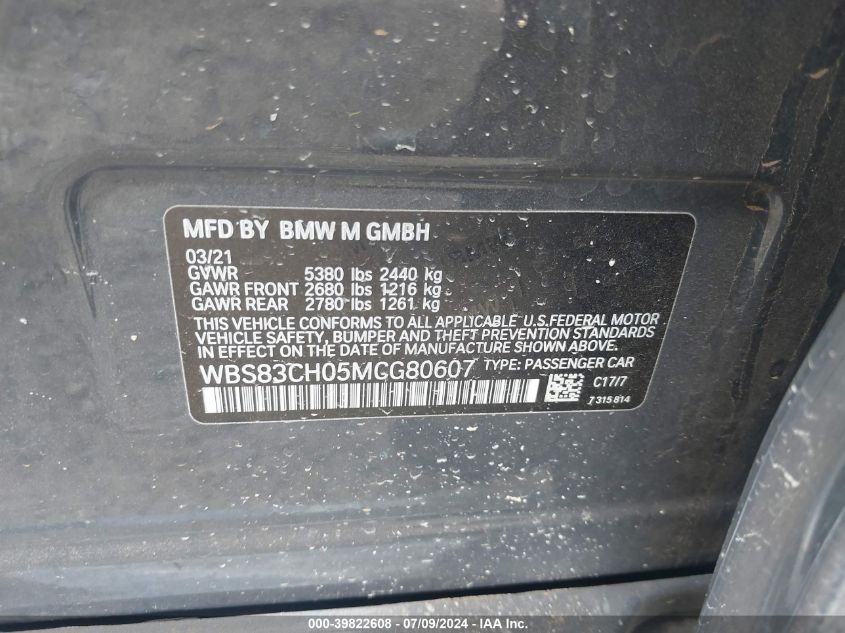 MFD BY BMW M GMBH
03/21
GVWR 5380 lbs 2440 kg
GAWR FRONT 2680 lbs 1216 kg
GAWR REAR 2780 lbs 1261 kg
THIS VEHICLE CONFORMS TO ALL APPLICABLE U.S.FEDERAL MOTOR
VEHICLE SAFETY, BUMPER AND THEFT PREVENTION STANDARDS
IN EFFECT ON THE DATE OF MANUFACTURE SHOWN ABOVE.
WBS83CH05MCG80607 TYPE: PASSENGER CAR
C17/7
7 315 814
000-39822608 - 07/09/2024 - IAA Inc.